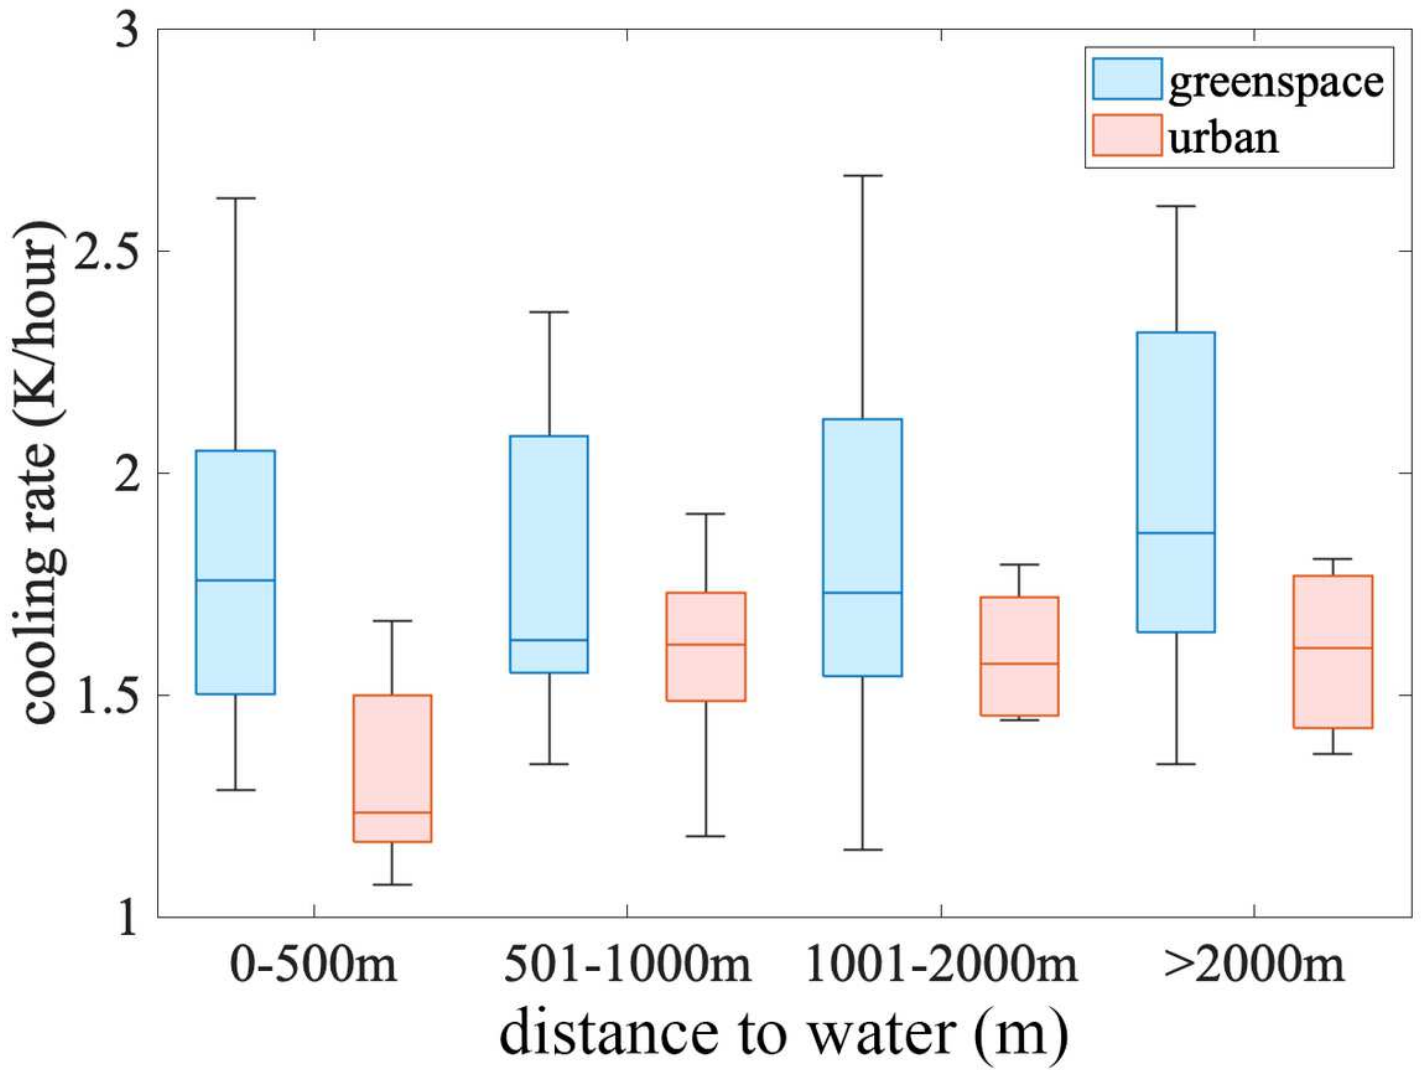 3
2.5
2
1.5
1
cooling rate (K/hour)
greenspace
urban
0-500m 501-1000m 1001-2000m >2000m
distance to water (m)